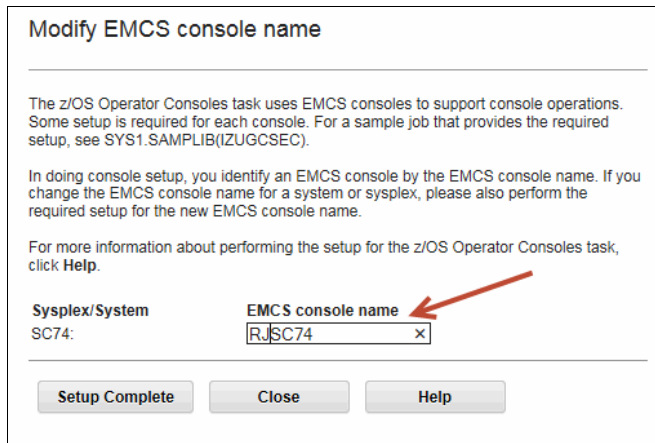 Modify EMCS console name
The z/OS Operator Consoles task uses EMCS consoles to support console operations.
Some setup is required for each console. For a sample job that provides the required
setup, see SYS1.SAMPLIB(IZUGCSEC).
In doing console setup, you identify an EMCS console by the EMCS console name. If you
change the EMCS console name for a system or sysplex, please also perform the
required setup for the new EMCS console name.
For more information about performing the setup for the z/OS Operator Consoles task,
click Help.
Sysplex/System EMCS console name
SC74: RJSC74 ×
Setup Complete Close Help